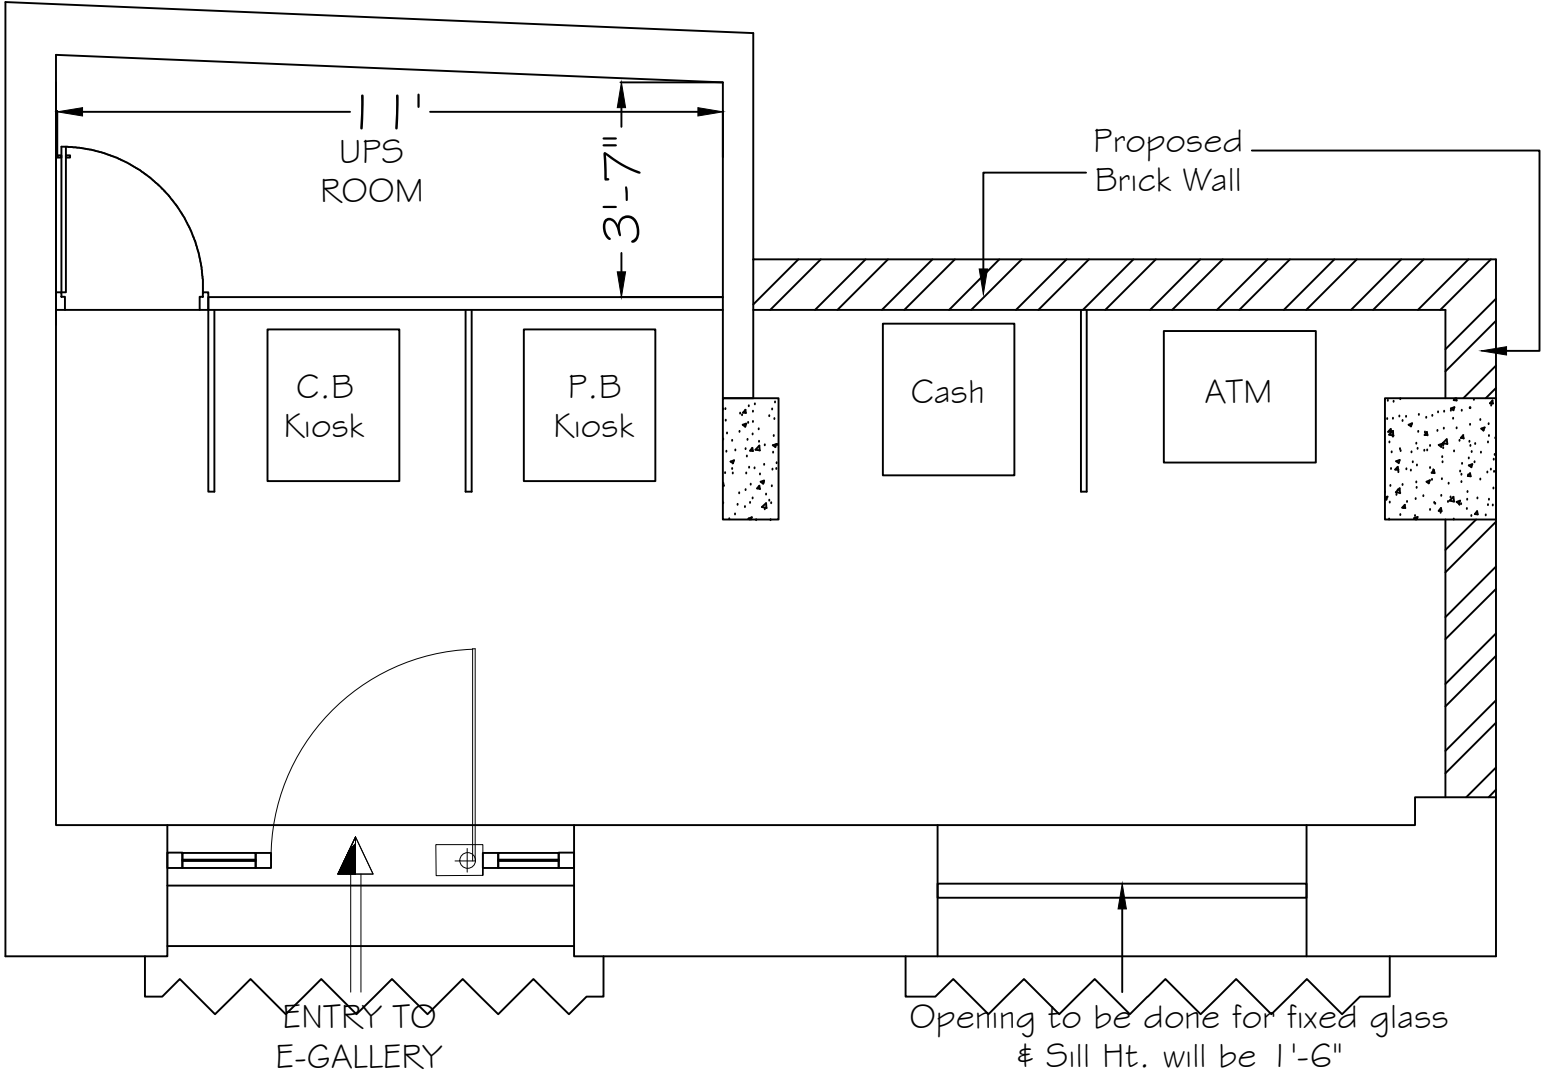 11'
UPS
ROOM
3'-7"
Proposed
Brick Wall
C.B
Kiosk
P.B
Kiosk
Cash
ATM
ENTRY TO
E-GALLERY
Opening to be done for fixed glass
& Sill Ht. will be 1'-6"